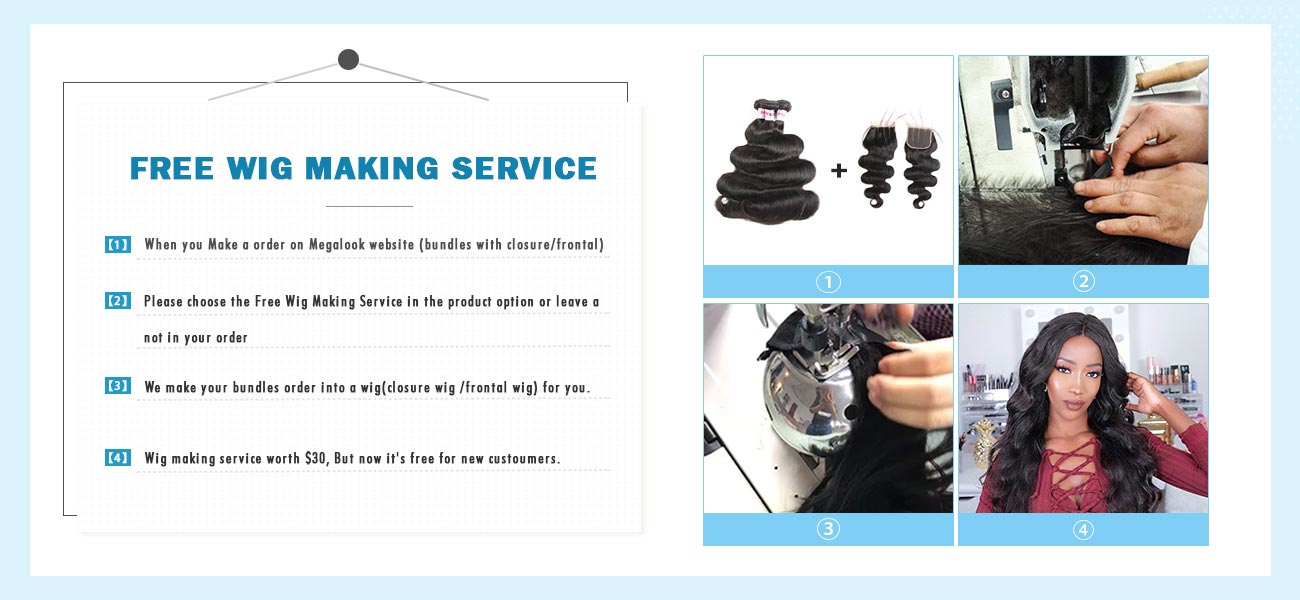 FREE WIG MAKING SERVICE
【1】 When you Make a order on Megalook website (bundles with closure/frontal)
【2】 Please choose the Free Wig Making Service in the product option or leave a
not in your order
【3】 We make your bundles order into a wig(closure wig /frontal wig) for you.
【4】 Wig making service worth $30, But now it's free for new custoumers.
+
① ②
③ ④